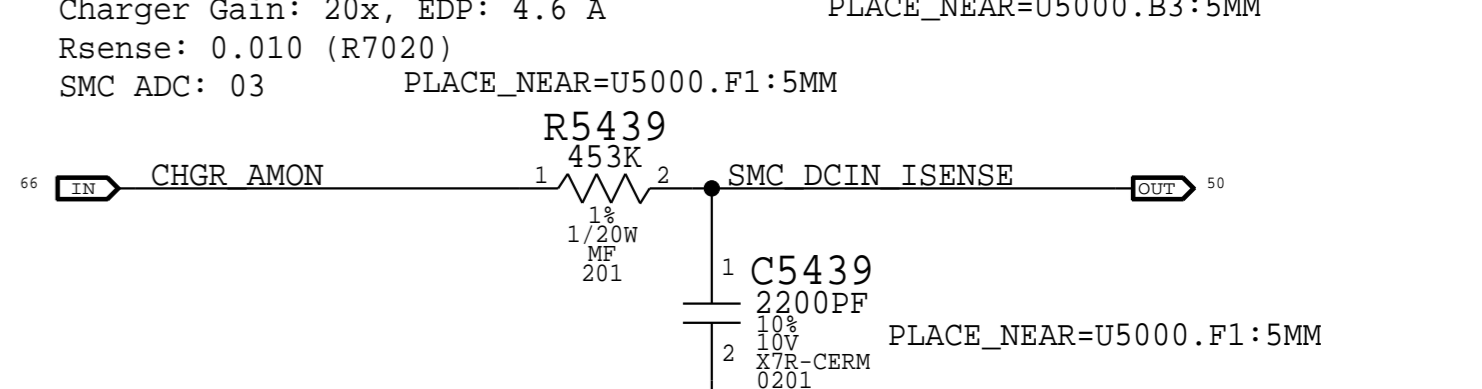 Charger Gain: 20x, EDP: 4.6 A
PLACE_NEAR=U5000.B3:5MM
Rsense: 0.010 (R7020)
SMC ADC: 03
PLACE_NEAR=U5000.F1:5MM
R5439
453K
66 IN CHGR_AMON 1 2 SMC_DCIN_ISENSE OUT 50
1%
1/20W
MF
201
1 C5439
2200PF
10%
10V
PLACE_NEAR=U5000.F1:5MM
2 X7R-CERM
0201